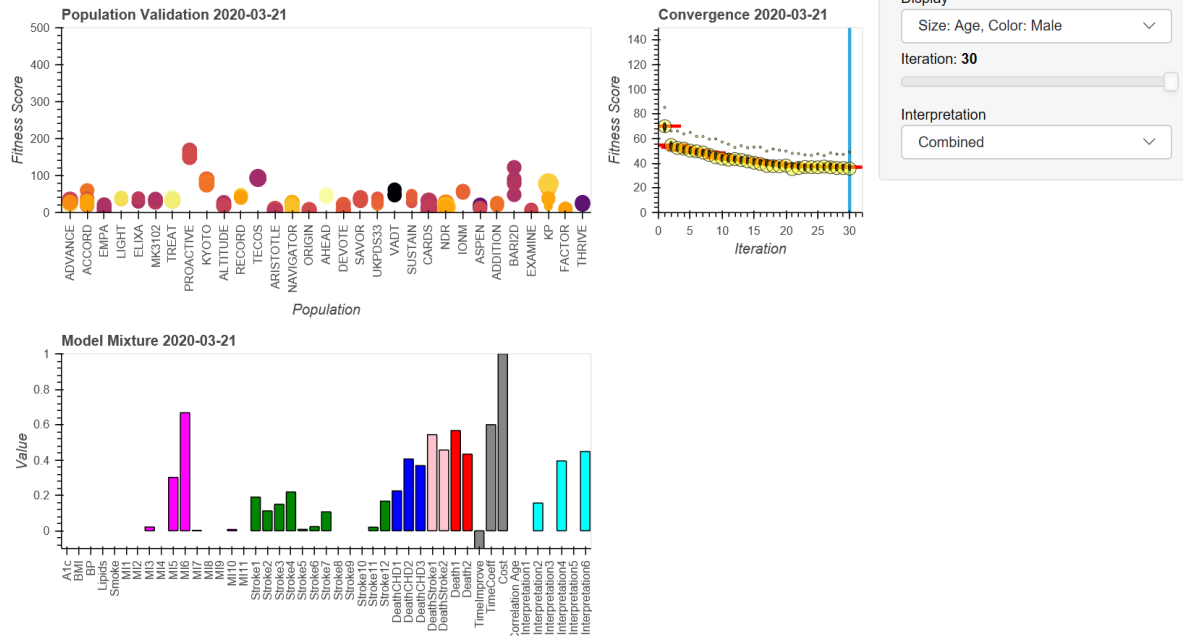 Population Validation 2020-03-21
500
400
300
200
100
0
Fitness Score
ADVANCE
ACCORD
EMPA
LIGHT
ELIXA
MK3102
TREAT
PROACTIVE
KYOTO
ALTITUDE
RECORD
TECOS
ARISTOTLE
NAVIGATOR
ORIGIN
AHEAD
DEVOTE
SAVOR
UKPDS33
VADT
SUSTAIN
CARDS
NDR
IONM
ASPEN
ADDITION
BARI2D
EXAMINE
KP
FACTOR
THRIVE
Population
Convergence 2020-03-21
140
120
100
80
60
40
20
0
Fitness Score
0
5
10
15
20
25
30
Iteration
Display
Size: Age, Color: Male
Iteration: 30
Interpretation
Combined
Model Mixture 2020-03-21
1
0.8
0.6
0.4
0.2
0
Value
A1c
BMI
BP
Lipids
Smoke
MI1
MI2
MI3
MI4
MI5
MI6
MI7
MI8
MI9
MI10
MI11
Stroke1
Stroke2
Stroke3
Stroke4
Stroke5
Stroke6
Stroke7
Stroke8
Stroke9
Stroke10
Stroke11
Stroke12
DeathCHD1
DeathCHD2
DeathCHD3
DeathStroke1
DeathStroke2
Death1
Death2
TimeImprove
TimeCoeff
Cost
Correlation Age
Interpretation1
Interpretation2
Interpretation3
Interpretation4
Interpretation5
Interpretation6